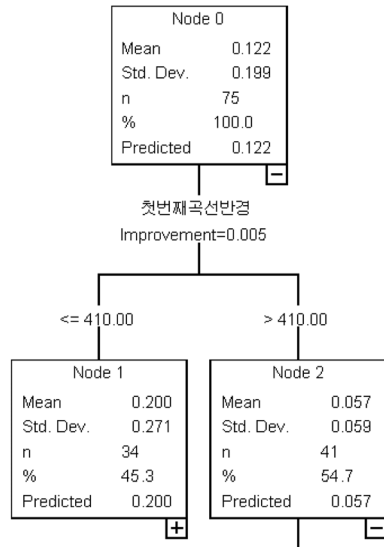 Node 0
Mean 0.122
Std. Dev. 0.199
n 75
% 100.0
Predicted 0.122
첫번째곡선반경
Improvement=0.005
<= 410.00
> 410.00
Node 1
Mean 0.200
Std. Dev. 0.271
n 34
% 45.3
Predicted 0.200
Node 2
Mean 0.057
Std. Dev. 0.059
n 41
% 54.7
Predicted 0.057